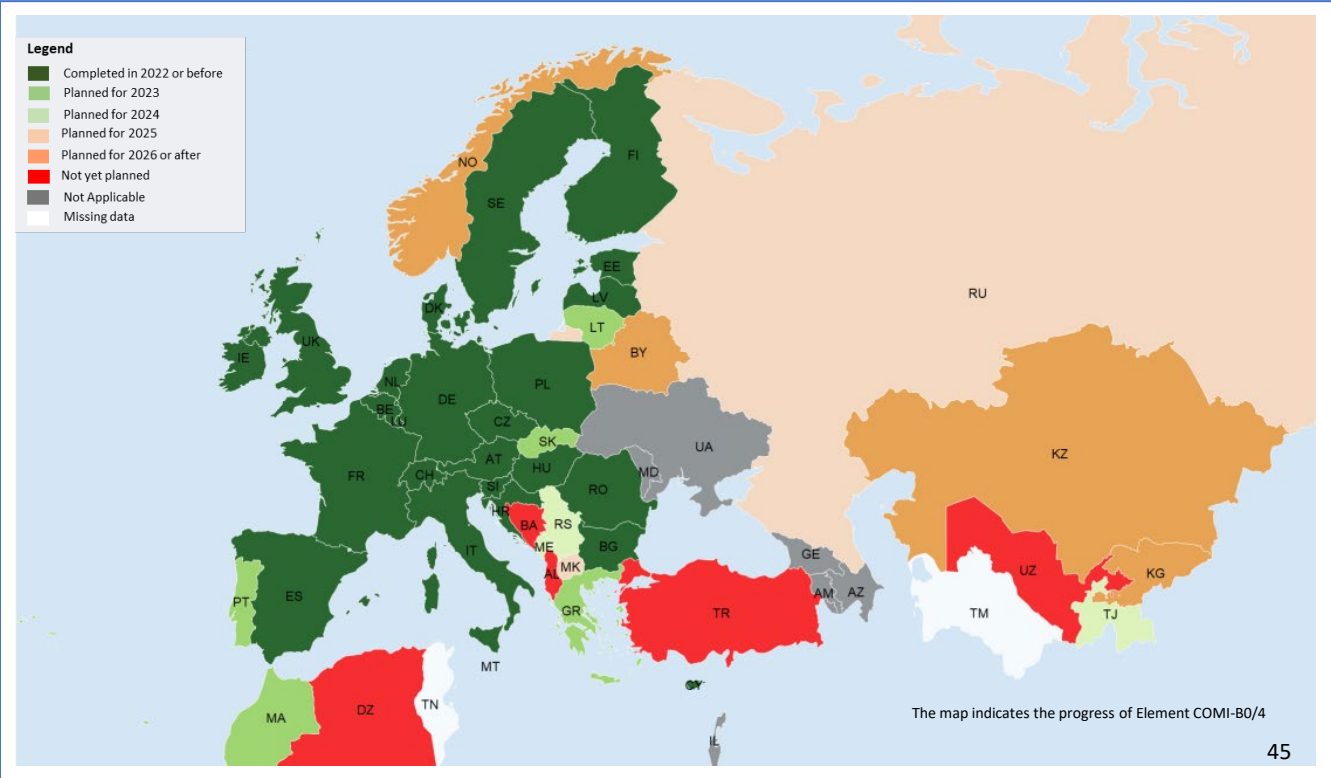 Legend
Completed in 2022 or before
Planned for 2023
Planned for 2024
Planned for 2025
Planned for 2026 or after
Not yet planned
Not Applicable
Missing data
NO
FI
SE
EE
LV
DK
LT
RU
IE
UK
BY
NL
PL
BE
DE
LU
CZ
SK
UA
KZ
FR
CH
AT
HU
MD
SI
RO
HR
BA
RS
IT
ME
BG
GE
AL
MK
UZ
KG
PT
ES
GR
TR
AM
AZ
TM
TJ
MT
CY
MA
DZ
TN
IL
The map indicates the progress of Element COMI-B0/4
45